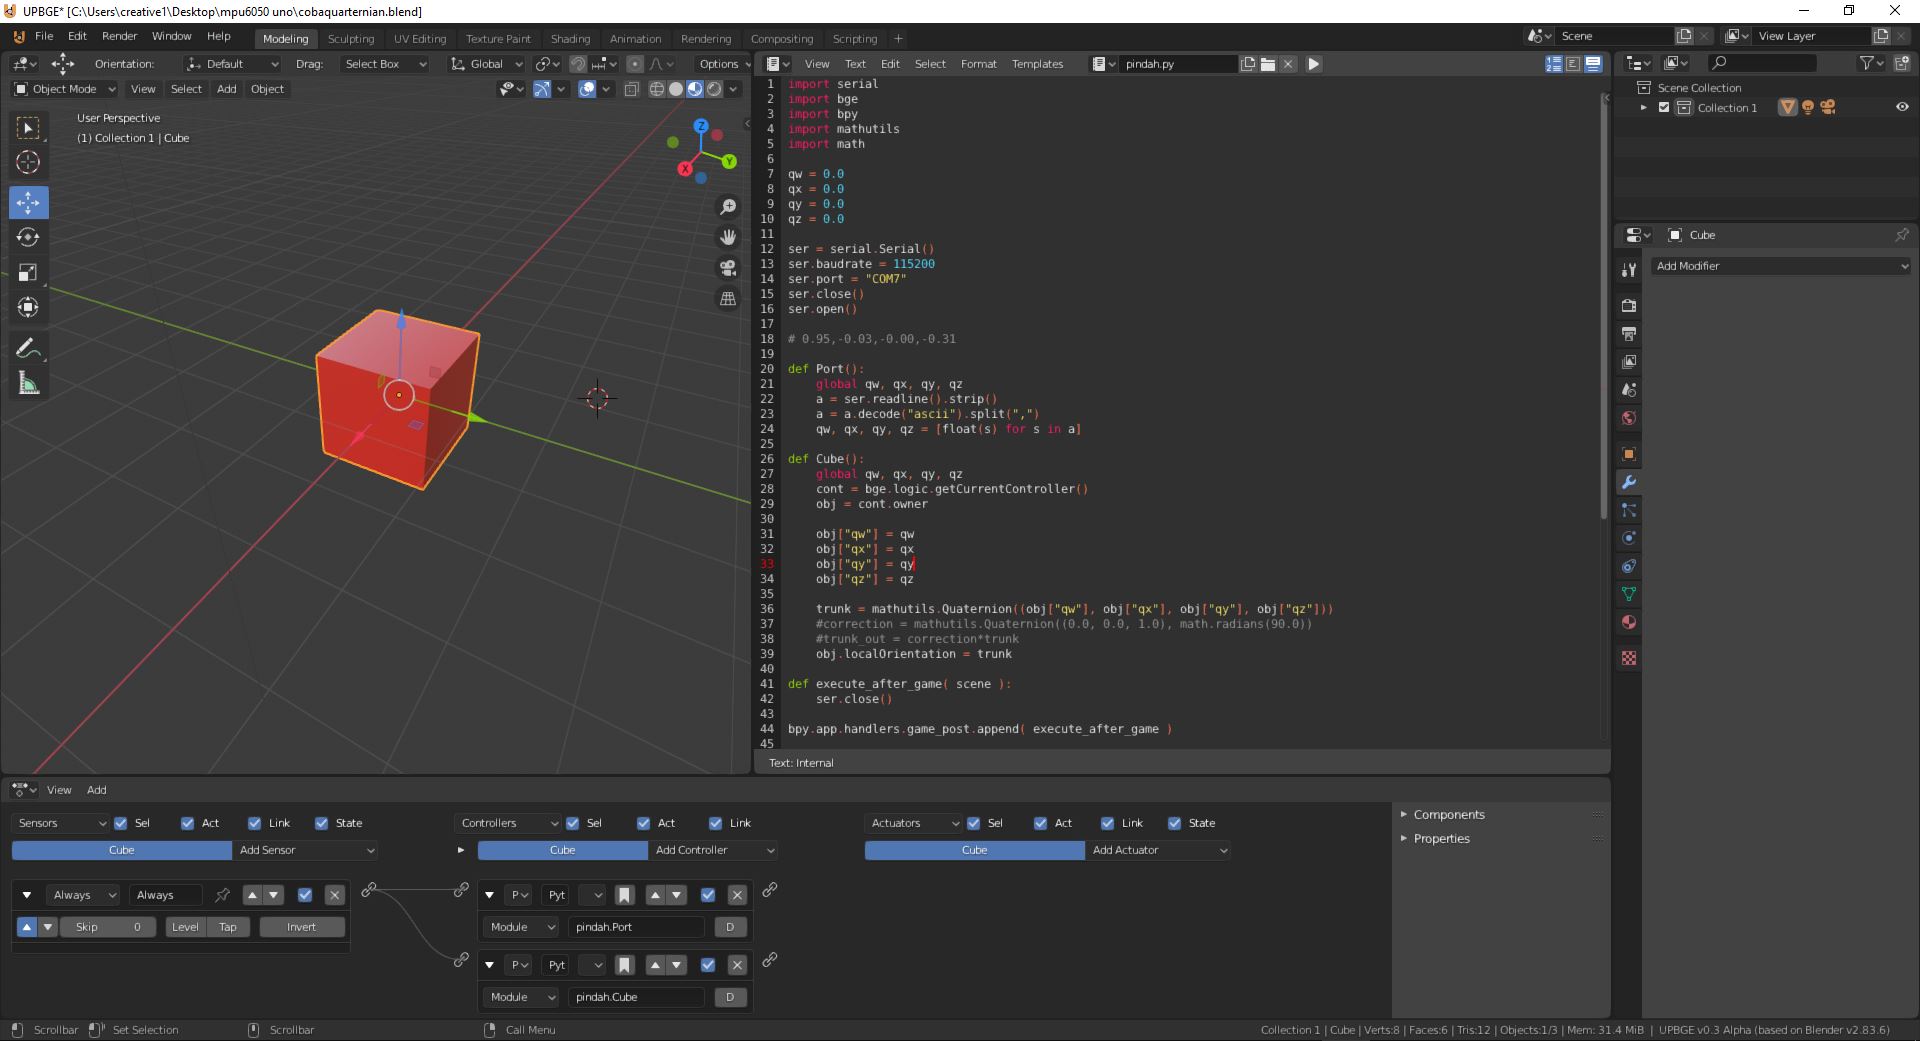 UPBGE* [C:\Users\creative1\Desktop\mpu6050 uno\cobaquarternian.blend]
File Edit Render Window Help Modeling Sculpting UV Editing Texture Paint Shading Animation Rendering Compositing Scripting + Scene View Layer
Orientation: Default Drag: Select Box Global Options
Object Mode View Select Add Object
User Perspective
(1) Collection 1 | Cube
Z
Y
X
View Text Edit Select Format Templates pindah.py
1 import serial
2 import bge
3 import bpy
4 import mathutils
5 import math
6
7 qw = 0.0
8 qx = 0.0
9 qy = 0.0
10 qz = 0.0
11
12 ser = serial.Serial()
13 ser.baudrate = 115200
14 ser.port = "COM7"
15 ser.close()
16 ser.open()
17
18 # 0.95,-0.03,-0.00,-0.31
19
20 def Port():
21 global qw, qx, qy, qz
22 a = ser.readline().strip()
23 a = a.decode("ascii").split(",")
24 qw, qx, qy, qz = [float(s) for s in a]
25
26 def Cube():
27 global qw, qx, qy, qz
28 cont = bge.logic.getCurrentController()
29 obj = cont.owner
30
31 obj["qw"] = qw
32 obj["qx"] = qx
33 obj["qy"] = qy
34 obj["qz"] = qz
35
36 trunk = mathutils.Quaternion((obj["qw"], obj["qx"], obj["qy"], obj["qz"]))
37 #correction = mathutils.Quaternion((0.0, 0.0, 1.0), math.radians(90.0))
38 #trunk_out = correction*trunk
39 obj.localOrientation = trunk
40
41 def execute_after_game( scene ):
42 ser.close()
43
44 bpy.app.handlers.game_post.append( execute_after_game )
45
Text: Internal
Scene Collection
Collection 1
Cube
Add Modifier
View Add
Sensors Sel Act Link State Controllers Sel Act Link Actuators Sel Act Link State
Cube Add Sensor Cube Add Controller Cube Add Actuator
Always Always P Pyt
Skip 0 Level Tap Invert Module pindah.Port D
P Pyt
Module pindah.Cube D
Components
Properties
Scrollbar Set Selection Scrollbar Call Menu Collection 1 | Cube | Verts:8 | Faces:6 | Tris:12 | Objects:1/3 | Mem: 31.4 MiB | UPBGE v0.3 Alpha (based on Blender v2.83.6)